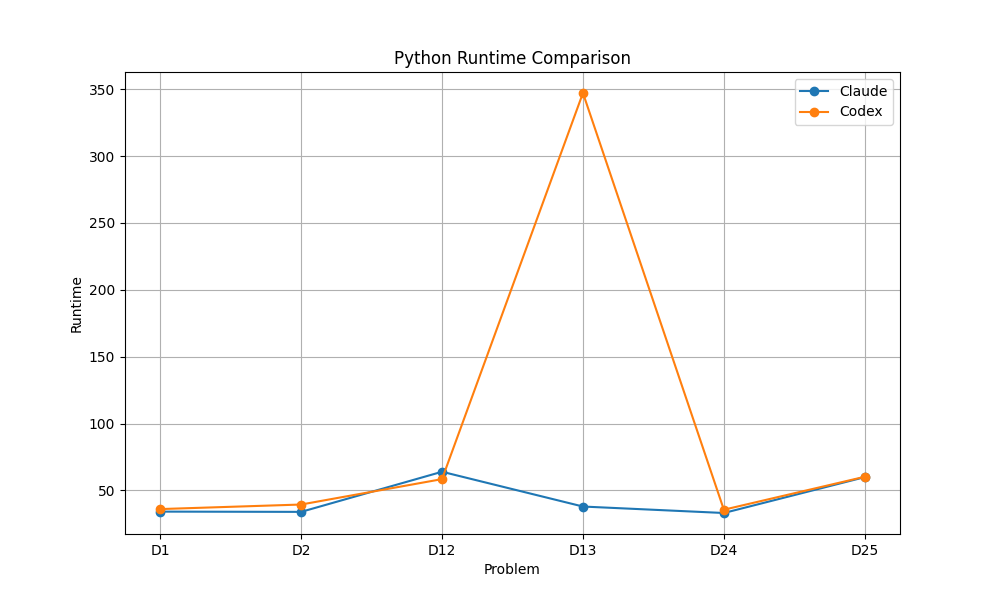 Python Runtime Comparison
Claude
Codex
350
300
250
200
150
100
50
Runtime
D1 D2 D12 D13 D24 D25
Problem